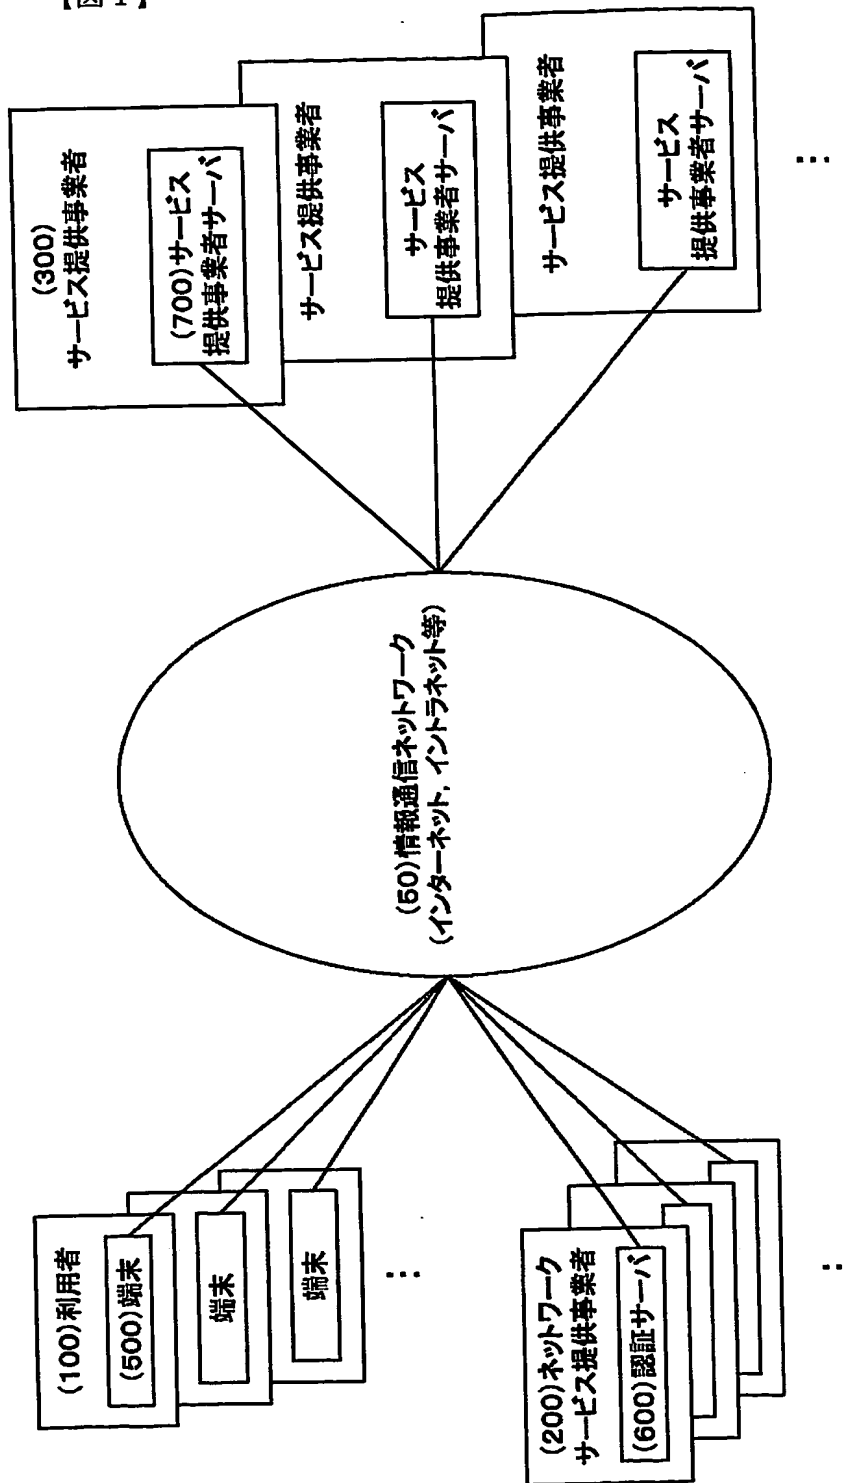 【図1】
(100)利用者
(500)端末
端末
端末
⋮
(200)ネットワーク
サービス提供事業者
(600)認証サーバ
⋮
(50)情報通信ネットワーク
(インターネット, イントラネット等)
(300)
サービス提供事業者
(700)サービス
提供事業者サーバ
サービス提供事業者
サービス
提供事業者サーバ
サービス提供事業者
サービス
提供事業者サーバ
⋮